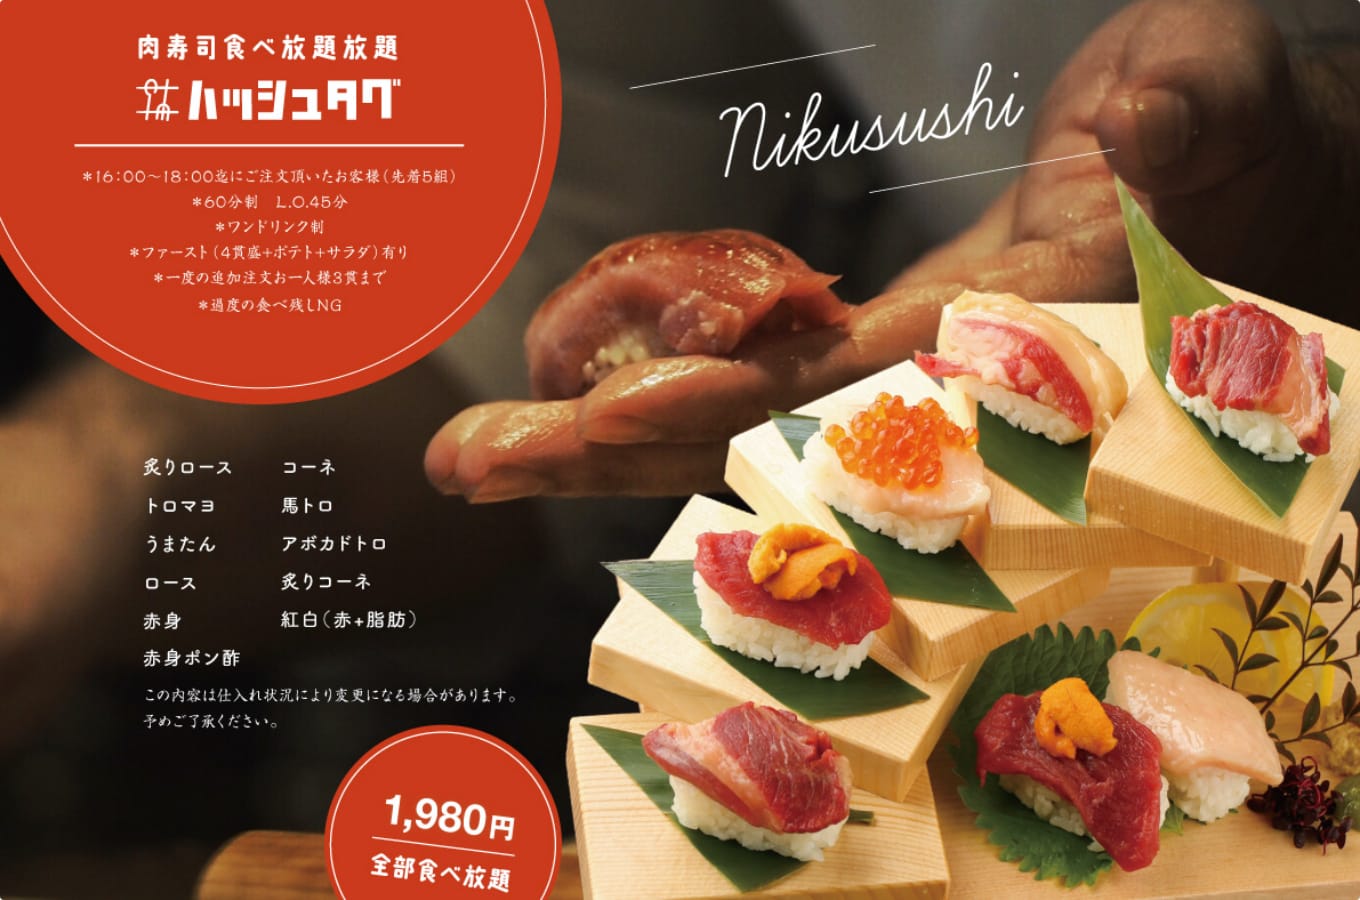 肉寿司食べ放題放題
ハッシュタグ
*16:00〜18:00迄にご注文頂いたお客様(先着5組)
*60分制 L.O.45分
*ワンドリンク制
*ファースト(4貫盛+ポテト+サラダ)有り
*一度の追加注文お一人様3貫まで
*過度の食べ残しNG
Nikusushi
炙りロース コーネ
トロマヨ 馬トロ
うまたん アボカドトロ
ロース 炙りコーネ
赤身 紅白(赤+脂肪)
赤身ポン酢
この内容は仕入れ状況により変更になる場合があります。
予めご了承ください。
1,980円
全部食べ放題